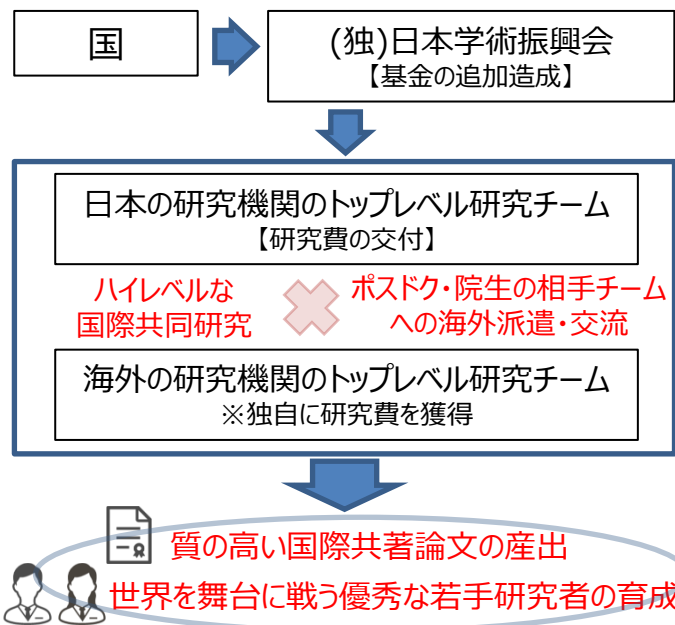 国
(独)日本学術振興会
【基金の追加造成】
日本の研究機関のトップレベル研究チーム
【研究費の交付】
ハイレベルな
国際共同研究
ポスドク・院生の相手チーム
への海外派遣・交流
海外の研究機関のトップレベル研究チーム
※独自に研究費を獲得
質の高い国際共著論文の産出
世界を舞台に戦う優秀な若手研究者の育成